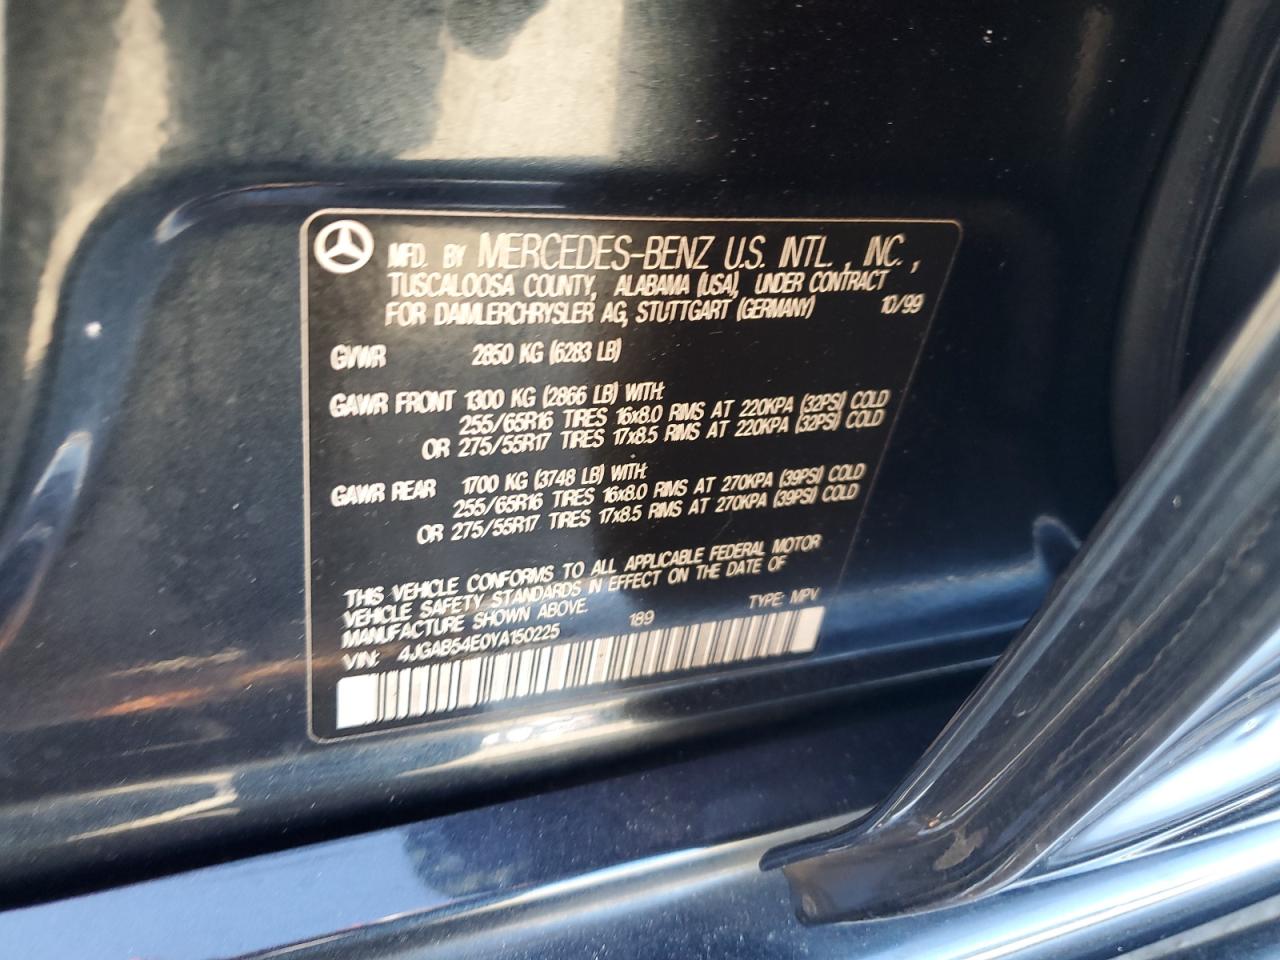 MFD. BY MERCEDES-BENZ U.S. INTL., INC.,
TUSCALOOSA COUNTY, ALABAMA (USA), UNDER CONTRACT
FOR DAIMLERCHRYSLER AG, STUTTGART (GERMANY) 10/99
GVWR 2850 KG (6283 LB)
GAWR FRONT 1300 KG (2866 LB) WITH:
255/65R16 TIRES 16x8.0 RIMS AT 220KPA (32PSI) COLD
OR 275/55R17 TIRES 17x8.5 RIMS AT 220KPA (32PSI) COLD
GAWR REAR 1700 KG (3748 LB) WITH:
255/65R16 TIRES 16x8.0 RIMS AT 270KPA (39PSI) COLD
OR 275/55R17 TIRES 17x8.5 RIMS AT 270KPA (39PSI) COLD
THIS VEHICLE CONFORMS TO ALL APPLICABLE FEDERAL MOTOR
VEHICLE SAFETY STANDARDS IN EFFECT ON THE DATE OF
MANUFACTURE SHOWN ABOVE.
VIN: 4JGAB54E0YA150225 189 TYPE: MPV